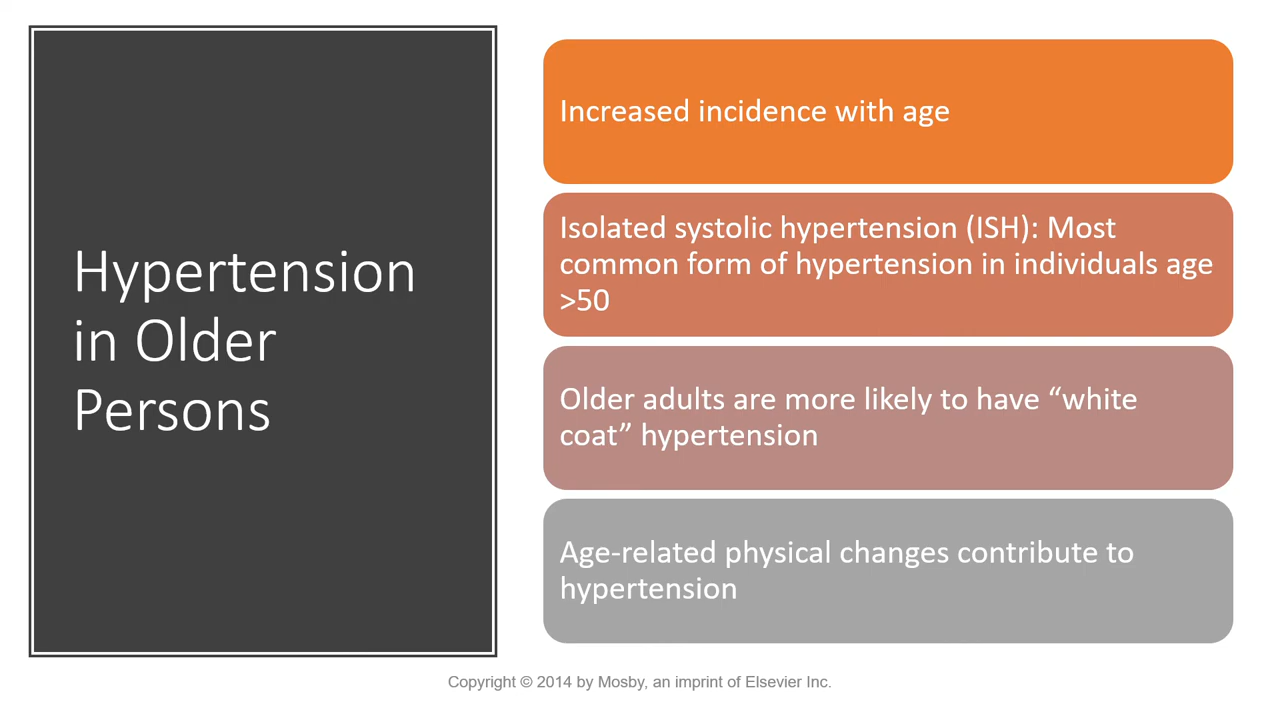 Hypertension
in Older
Persons
Increased incidence with age
Isolated systolic hypertension (ISH): Most
common form of hypertension in individuals age
>50
Older adults are more likely to have “white
coat” hypertension
Age-related physical changes contribute to
hypertension
Copyright © 2014 by Mosby, an imprint of Elsevier Inc.